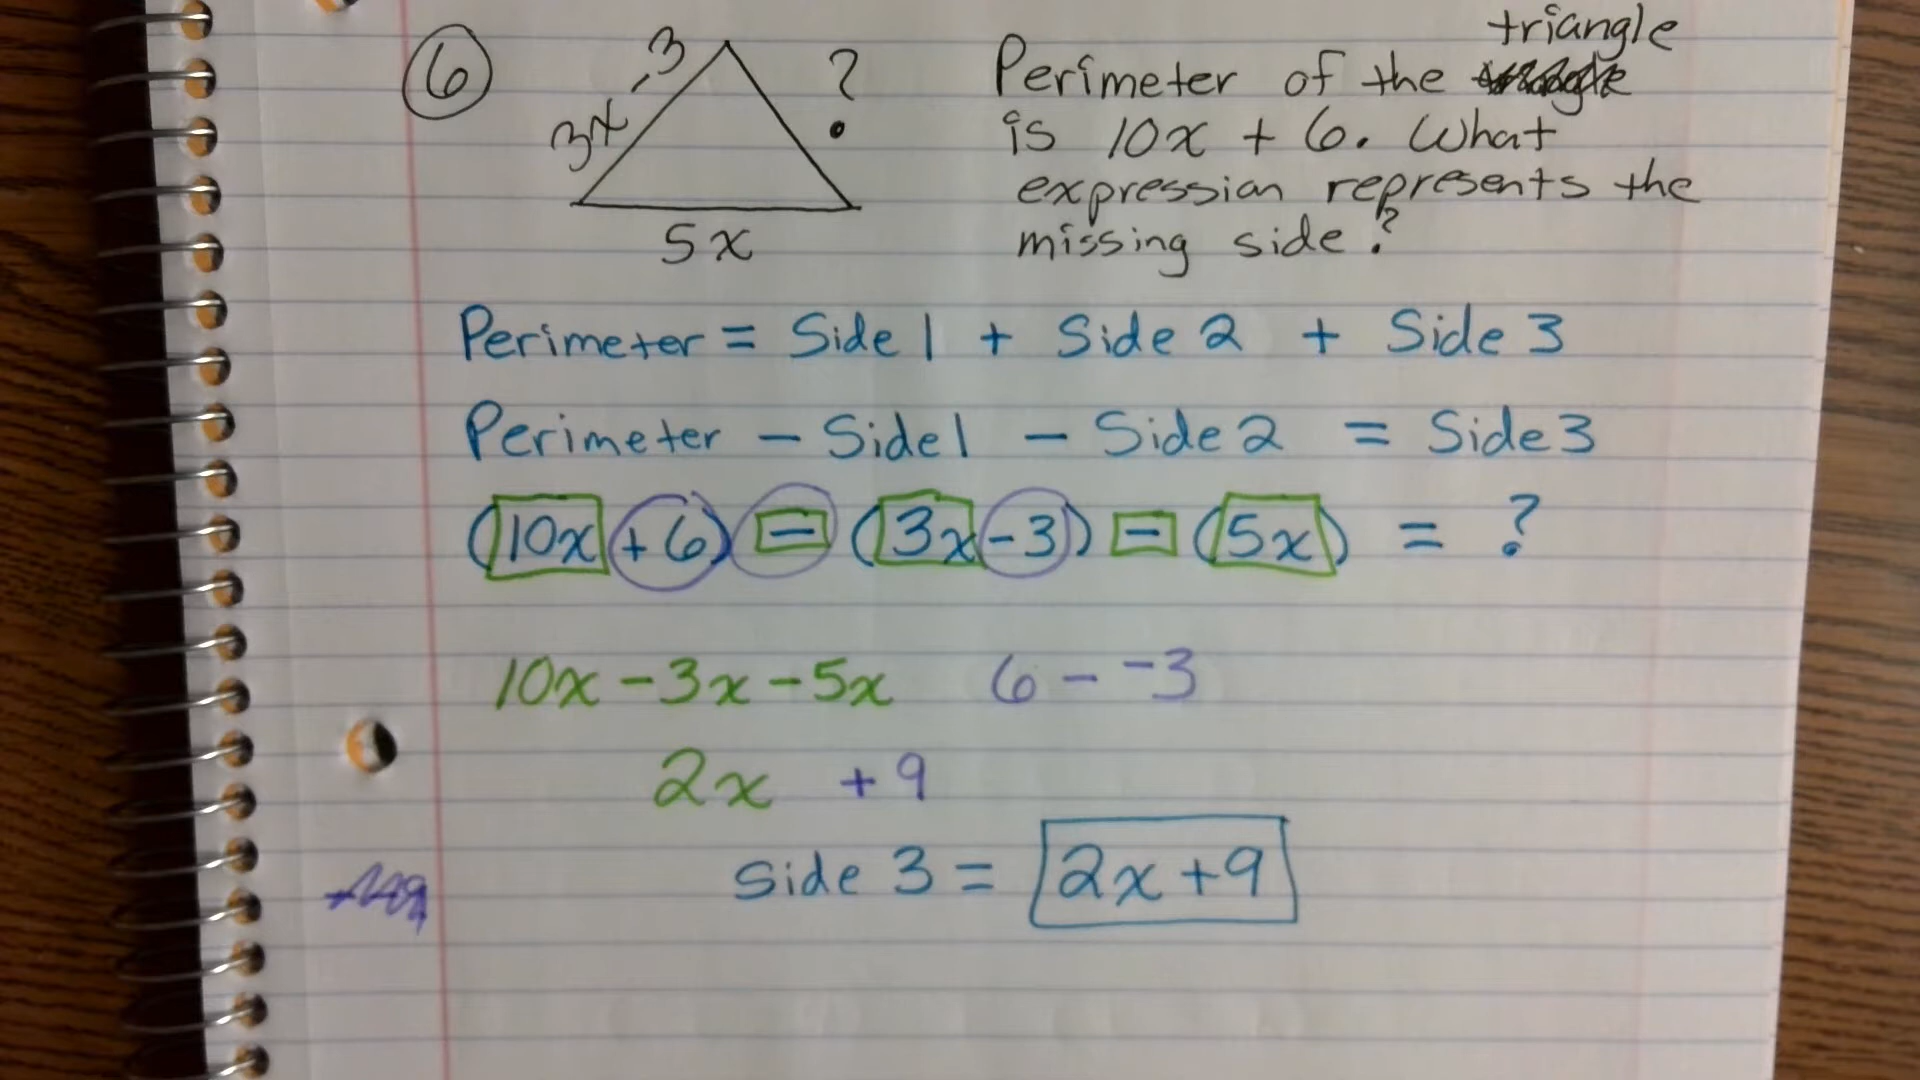 6
3x -3
?
5x
Perimeter of the triangle
is 10x + 6. What
expression represents the
missing side?
?
Perimeter = Side 1 + Side 2 + Side 3
Perimeter - Side 1 - Side 2 = Side 3
(10x + 6) - (3x - 3) - (5x) = ?
10x - 3x - 5x 6 - -3
2x + 9
side 3 = 2x + 9